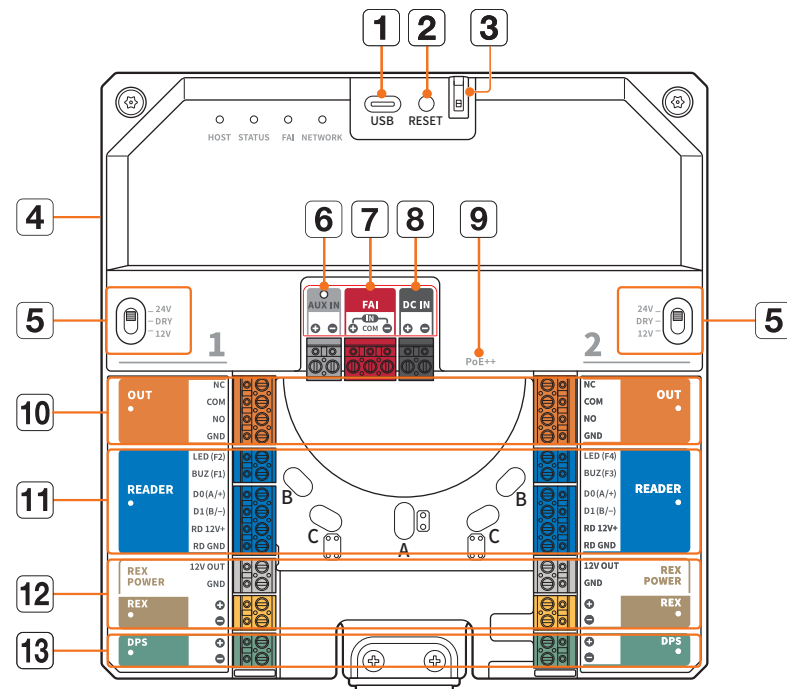 1 2 3
USB RESET
HOST STATUS FAI NETWORK
4
6 7 8 9
5
24V
DRY
12V
1
AUX IN FAI DC IN
+ − + IN COM − + −
PoE++
24V
DRY
12V
2
5
10
OUT
NC
COM
NO
GND
NC
COM
NO
GND
OUT
11
READER
LED (F2)
BUZ (F1)
D0(A/+)
D1(B/−)
RD 12V+
RD GND
B
C
A
C
B
LED (F4)
BUZ(F3)
D0(A/+)
D1(B/−)
RD 12V+
RD GND
READER
12
REX
POWER
12V OUT
GND
REX
+
−
12V OUT
GND
REX
POWER
+
−
REX
13
DPS
+
−
+
−
DPS